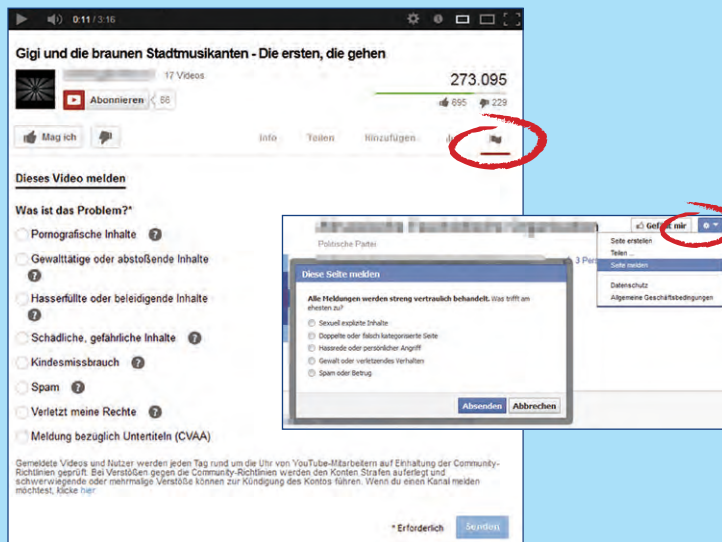 0:11 / 3:16
Gigi und die braunen Stadtmusikanten - Die ersten, die gehen
17 Videos
Abonnieren
273.095
695 229
Mag ich
Info Teilen Hinzufügen
Dieses Video melden
Was ist das Problem?*
Pornografische Inhalte ?
Gewalttätige oder abstoßende Inhalte
?
Hasserfüllte oder beleidigende Inhalte
?
Schädliche, gefährliche Inhalte ?
Kindesmissbrauch ?
Spam ?
Verletzt meine Rechte ?
Meldung bezüglich Untertiteln (CVAA)
Gemeldete Videos und Nutzer werden jeden Tag rund um die Uhr von YouTube-Mitarbeitern auf Einhaltung der Community-
Richtlinien geprüft. Bei Verstößen gegen die Community-Richtlinien werden den Konten Strafen auferlegt und
schwerwiegende oder mehrmalige Verstöße können zur Kündigung des Kontos führen. Wenn du einen Kanal melden
möchtest, klicke hier
* Erforderlich Senden
Politische Partei
Gefällt mir
Seite erstellen
Teilen ...
Seite melden
Datenschutz
Allgemeine Geschäftsbedingungen
3
Diese Seite melden
Alle Meldungen werden streng vertraulich behandelt. Was trifft am
ehesten zu?
Sexuell explizite Inhalte
Doppelte oder falsch kategorisierte Seite
Hassrede oder persönlicher Angriff
Gewalt oder verletzendes Verhalten
Spam oder Betrug
Absenden Abbrechen